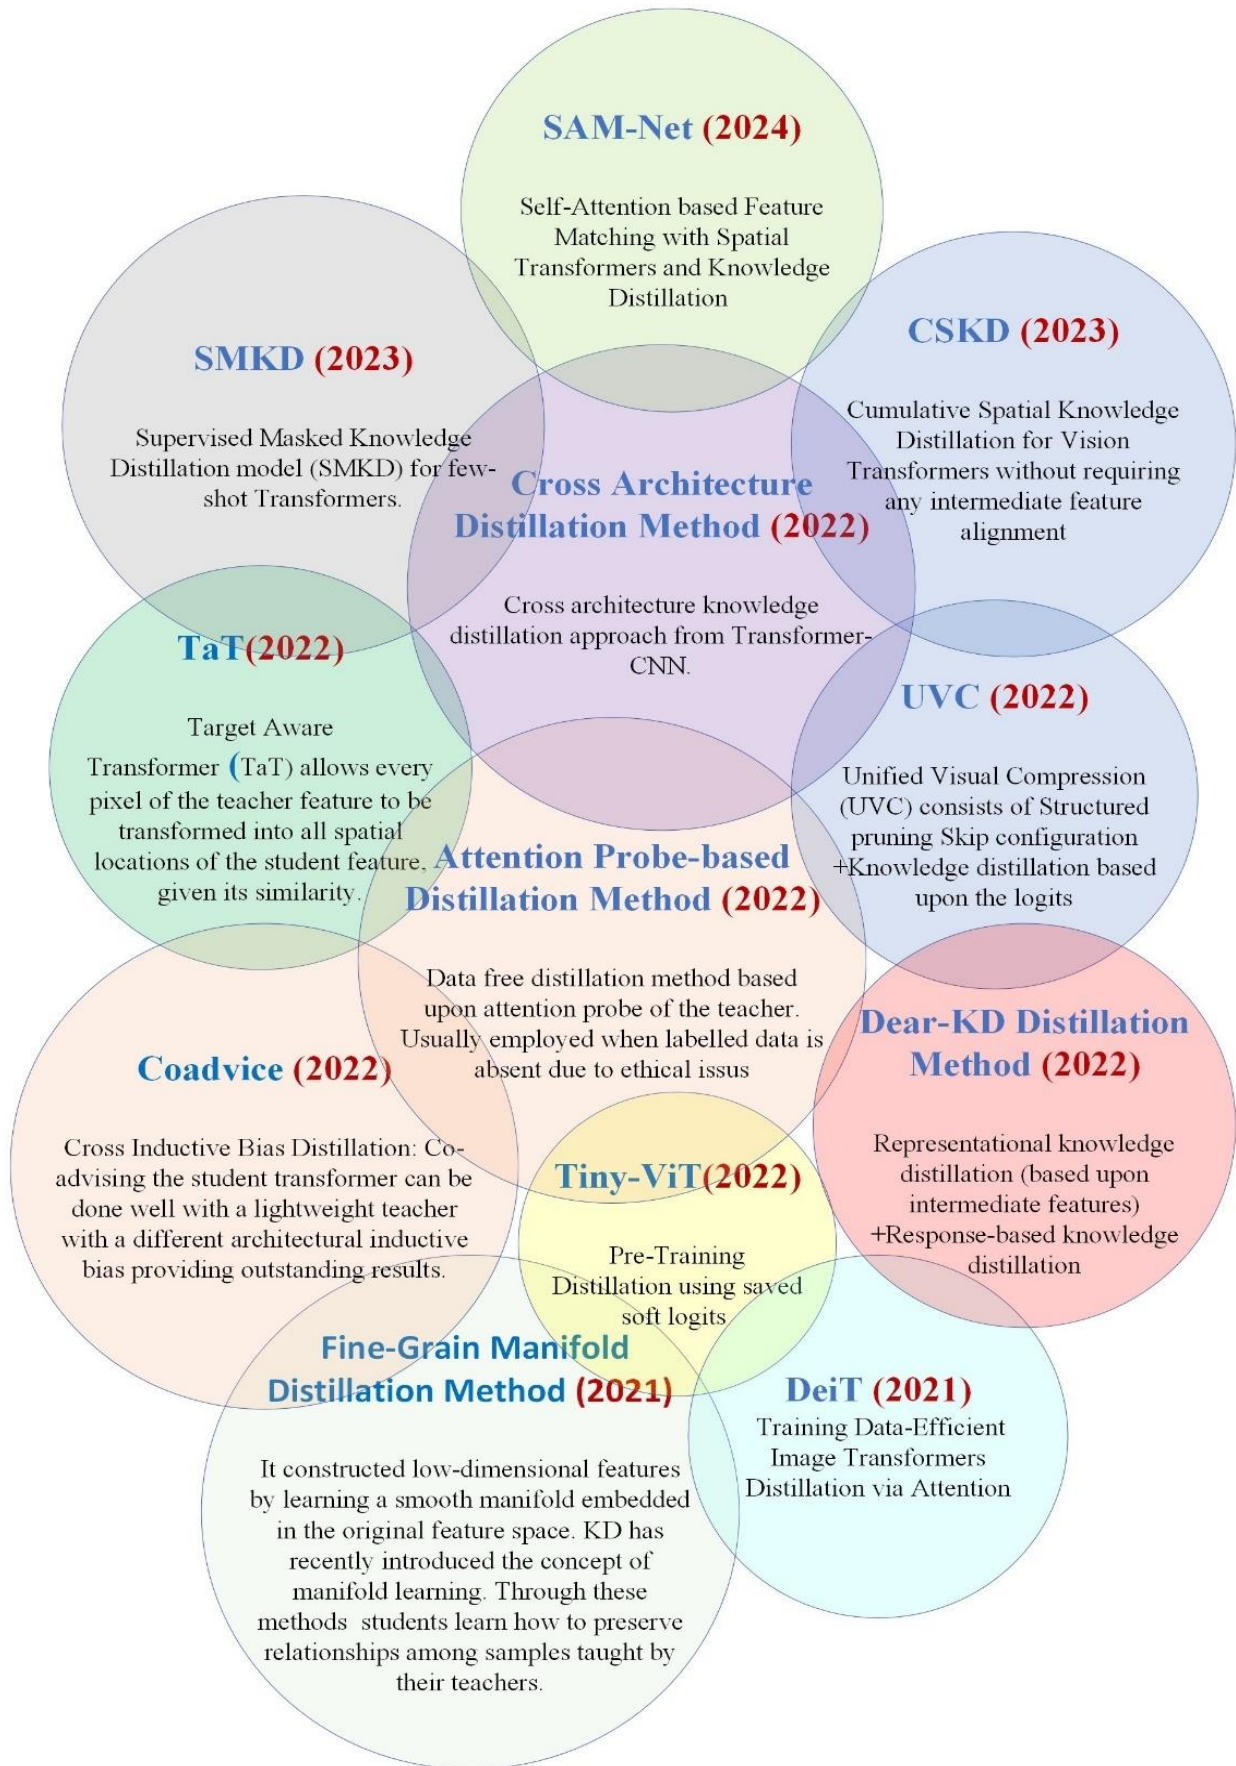 SAM-Net (2024)
Self-Attention based Feature
Matching with Spatial
Transformers and Knowledge
Distillation
SMKD (2023)
Supervised Masked Knowledge
Distillation model (SMKD) for few-
shot Transformers.
CSKD (2023)
Cumulative Spatial Knowledge
Distillation for Vision
Transformers without requiring
any intermediate feature
alignment
Cross Architecture
Distillation Method (2022)
Cross architecture knowledge
distillation approach from Transformer-
CNN.
TaT(2022)
Target Aware
Transformer (TaT) allows every
pixel of the teacher feature to be
transformed into all spatial
locations of the student feature,
given its similarity.
UVC (2022)
Unified Visual Compression
(UVC) consists of Structured
pruning Skip configuration
+Knowledge distillation based
upon the logits
Attention Probe-based
Distillation Method (2022)
Data free distillation method based
upon attention probe of the teacher.
Usually employed when labelled data is
absent due to ethical issus
Coadvice (2022)
Cross Inductive Bias Distillation: Co-
advising the student transformer can be
done well with a lightweight teacher
with a different architectural inductive
bias providing outstanding results.
Dear-KD Distillation
Method (2022)
Representational knowledge
distillation (based upon
intermediate features)
+Response-based knowledge
distillation
Tiny-ViT(2022)
Pre-Training
Distillation using saved
soft logits
Fine-Grain Manifold
Distillation Method (2021)
It constructed low-dimensional features
by learning a smooth manifold embedded
in the original feature space. KD has
recently introduced the concept of
manifold learning. Through these
methods students learn how to preserve
relationships among samples taught by
their teachers.
DeiT (2021)
Training Data-Efficient
Image Transformers
Distillation via Attention